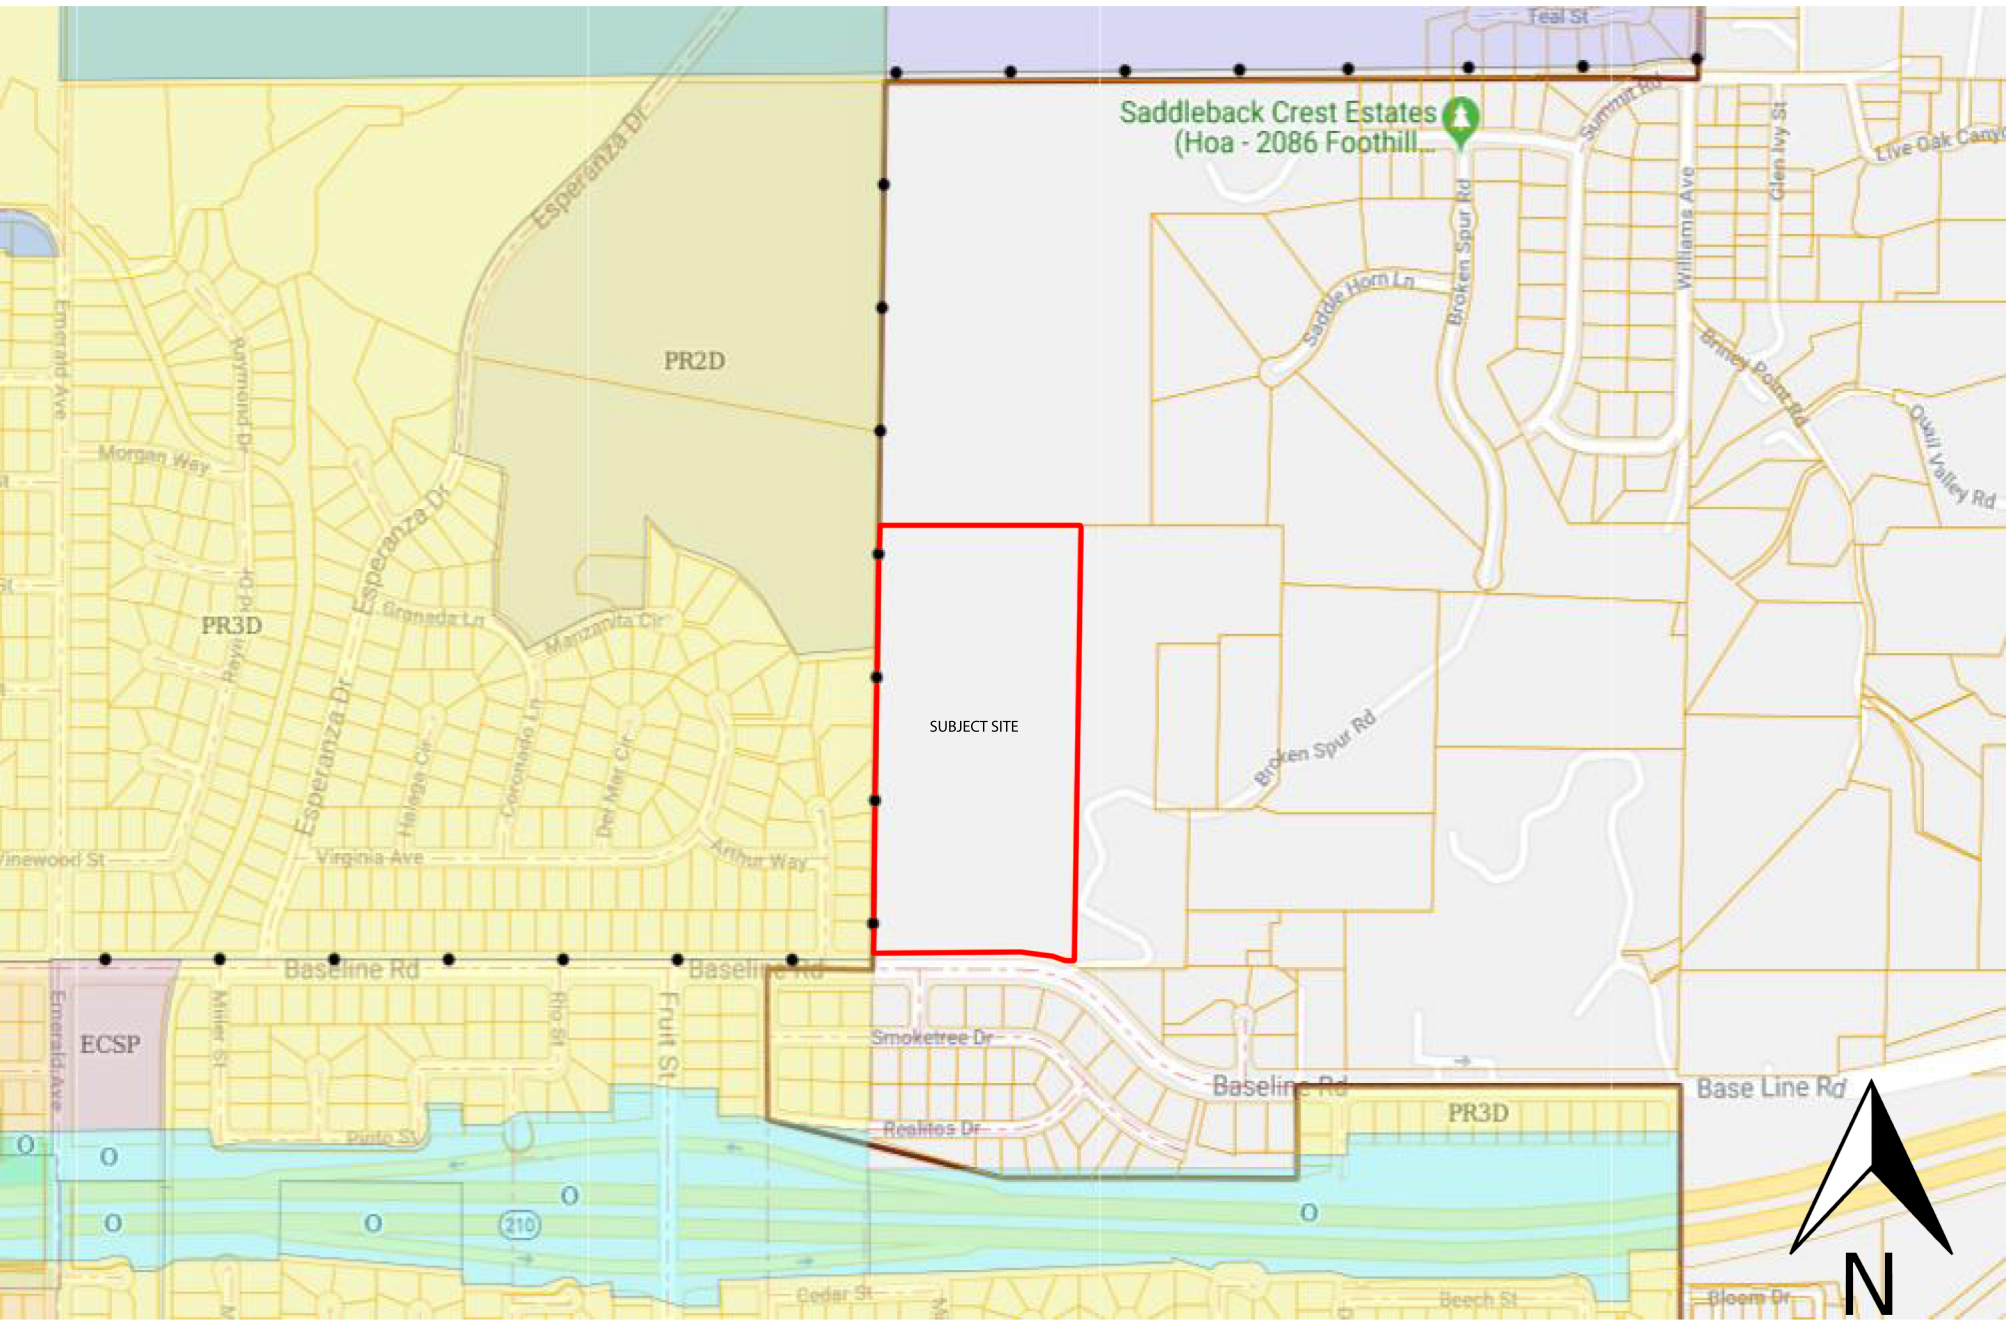 Teal St
Saddleback Crest Estates
(Hoa - 2086 Foothill...
Summit Rd
Glen Ivy St
Live Oak Canyo
Esperanza Dr
Williams Ave
Broken Spur Rd
Saddle Horn Ln
Emerald Ave
Raymond Dr
PR2D
Briney Point Rd
Quail Valley Rd
Morgan Way
Esperanza Dr
PR3D
Granada Ln
Manzanita Cir
Esperanza Dr
Coronado Ln
Del Mar Cir
SUBJECT SITE
Broken Spur Rd
Vinewood St
Virginia Ave
Arthur Way
Baseline Rd
Baseline Rd
Emerald Ave
Miller St
Rio St
Fruit St
ECSP
Smoketree Dr
Baseline Rd
Base Line Rd
PR3D
Realitos Dr
Pinto St
O
O
O
O
O
O
210
Cedar St
Beech St
Bloom Dr
N